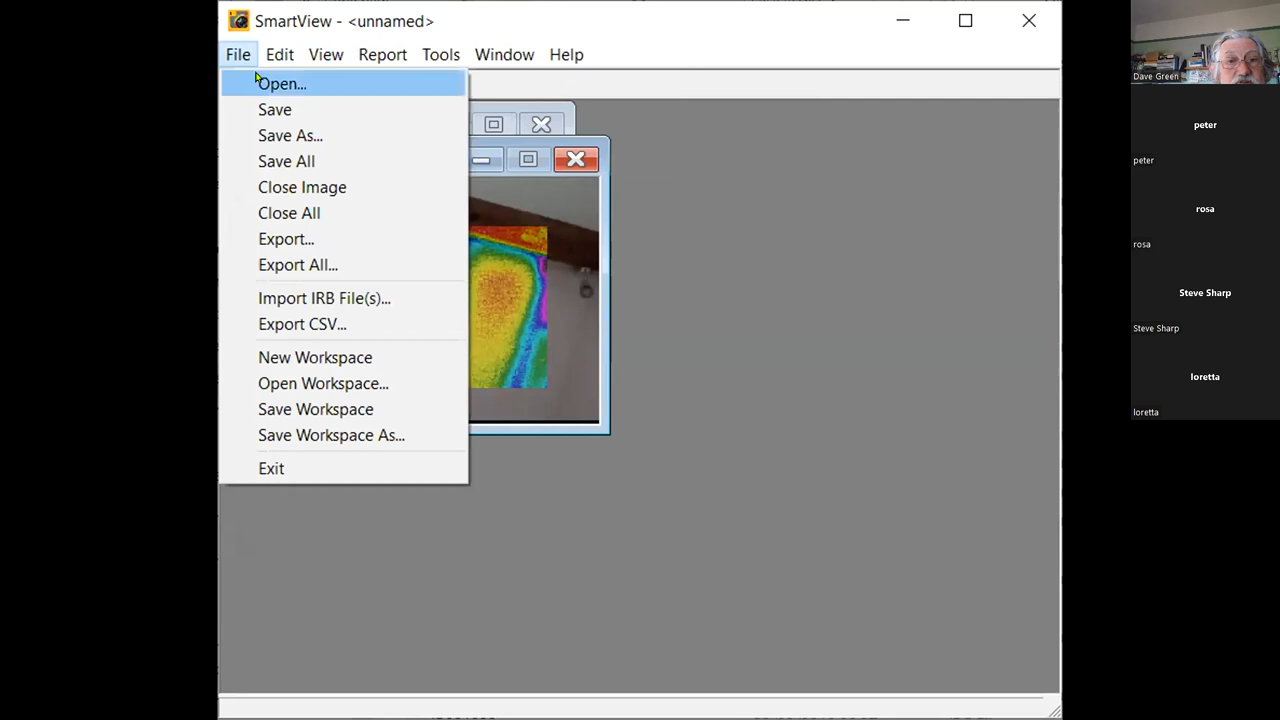 SmartView - <unnamed>
File Edit View Report Tools Window Help
Open...
Save
Save As...
Save All
Close Image
Close All
Export...
Export All...
Import IRB File(s)...
Export CSV...
New Workspace
Open Workspace...
Save Workspace
Save Workspace As...
Exit
Dave Green
peter
peter
rosa
rosa
Steve Sharp
Steve Sharp
loretta
loretta